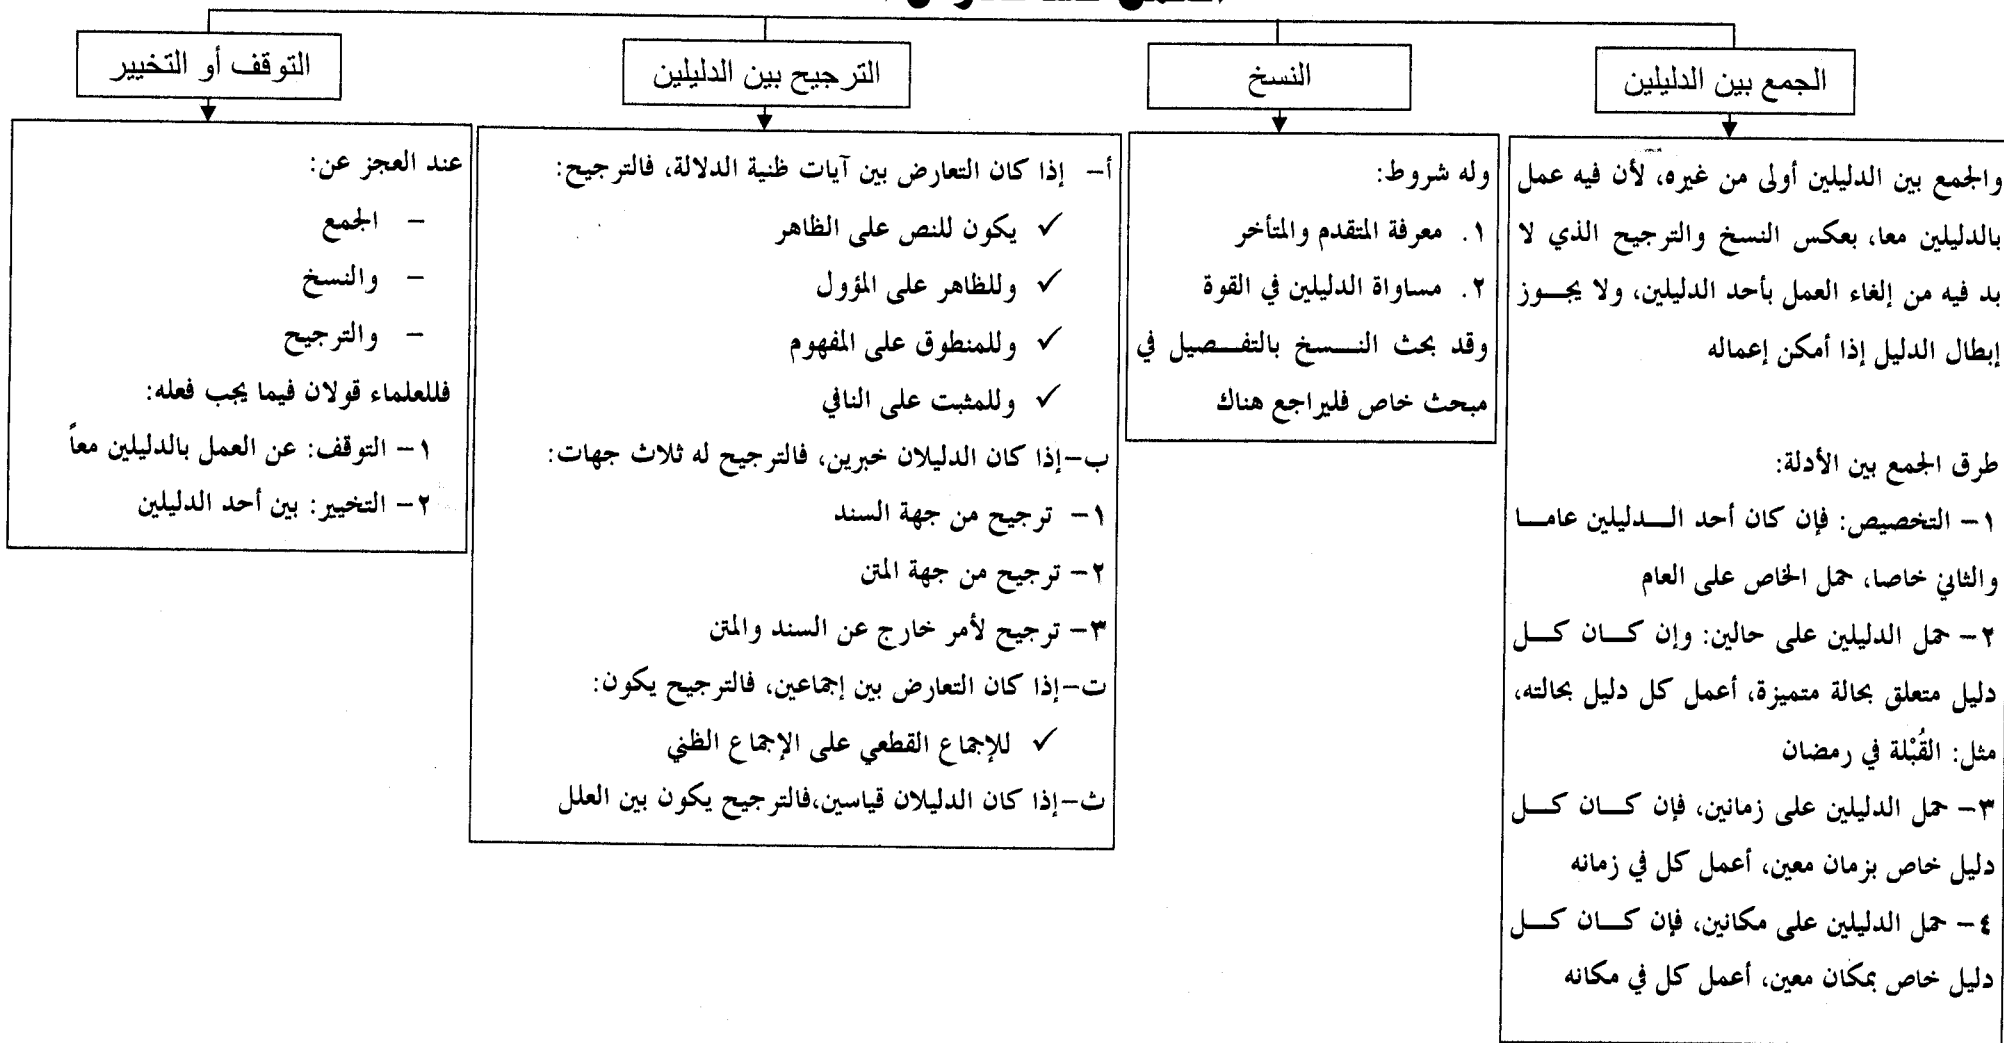 الجمع بين الدليلين
والجمع بين الدليلين أولى من غيره، لأن فيه عمل
بالدليلين معا، بعكس النسخ والترجيح الذي لا
بد فيه من إلغاء العمل بأحد الدليلين، ولا يجوز
إبطال الدليل إذا أمكن إعماله
طرق الجمع بين الأدلة:
١- التخصيص: فإن كان أحد الدليلين عاما
والثاني خاصا، حمل الخاص على العام
٢- حمل الدليلين على حالين: وإن كان كل
دليل متعلق بحالة متميزة، أعمل كل دليل بحالته،
مثل: القُبْلة في رمضان
٣- حمل الدليلين على زمانين، فإن كان كل
دليل خاص بزمان معين، أعمل كل في زمانه
٤- حمل الدليلين على مكانين، فإن كان كل
دليل خاص بمكان معين، أعمل كل في مكانه
النسخ
وله شروط:
١. معرفة المتقدم والمتأخر
٢. مساواة الدليلين في القوة
وقد بحث النسخ بالتفصيل في
مبحث خاص فليراجع هناك
الترجيح بين الدليلين
أ- إذا كان التعارض بين آيات ظنية الدلالة، فالترجيح:
✓ يكون للنص على الظاهر
✓ وللظاهر على المؤول
✓ وللمنطوق على المفهوم
✓ وللمثبت على النافي
ب-إذا كان الدليلان خبرين، فالترجيح له ثلاث جهات:
١- ترجيح من جهة السند
٢- ترجيح من جهة المتن
٣- ترجيح لأمر خارج عن السند والمتن
ت-إذا كان التعارض بين إجماعين، فالترجيح يكون:
✓ للإجماع القطعي على الإجماع الظني
ث-إذا كان الدليلان قياسين،فالترجيح يكون بين العلل
التوقف أو التخيير
عند العجز عن:
- الجمع
- والنسخ
- والترجيح
فللعلماء قولان فيما يجب فعله:
١- التوقف: عن العمل بالدليلين معاً
٢- التخيير: بين أحد الدليلين